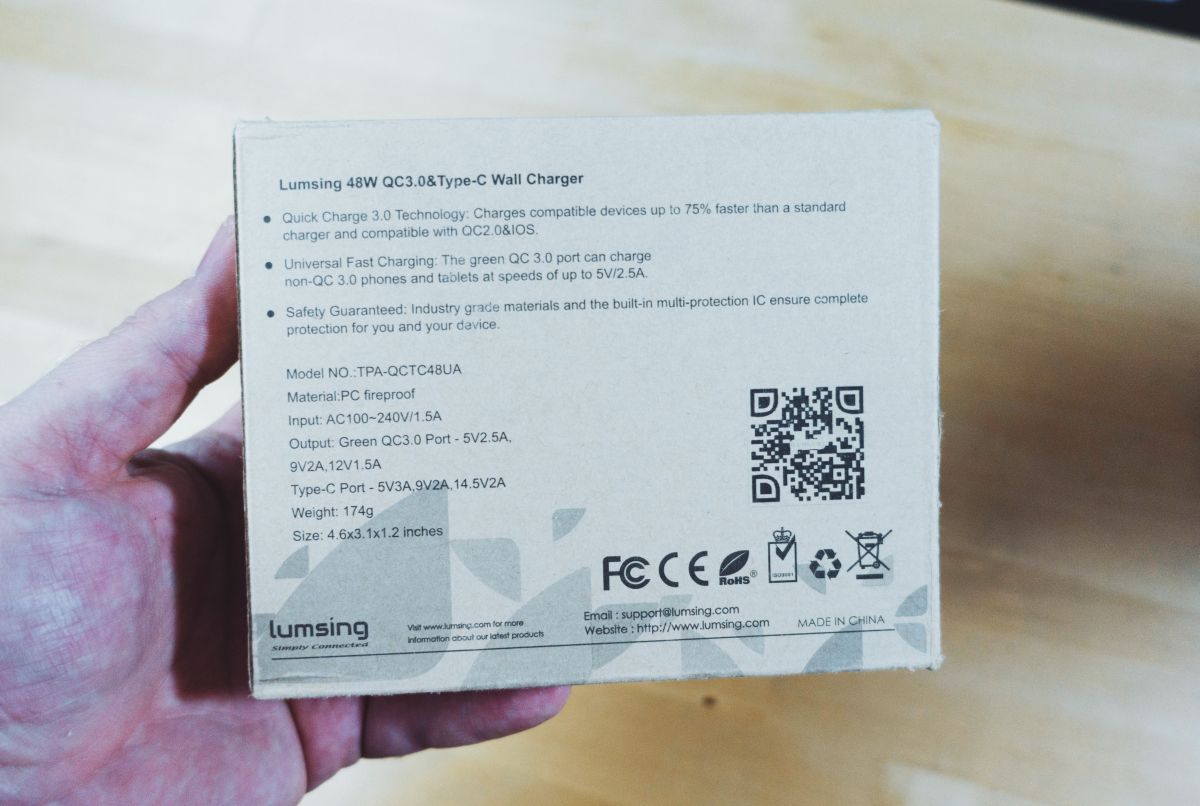 Lumsing 48W QC3.0&Type-C Wall Charger
● Quick Charge 3.0 Technology: Charges compatible devices up to 75% faster than a standard
charger and compatible with QC2.0&IOS.
● Universal Fast Charging: The green QC 3.0 port can charge
non-QC 3.0 phones and tablets at speeds of up to 5V/2.5A.
● Safety Guaranteed: Industry grade materials and the built-in multi-protection IC ensure complete
protection for you and your device.
Model NO.:TPA-QCTC48UA
Material:PC fireproof
Input: AC100~240V/1.5A
Output: Green QC3.0 Port - 5V2.5A,
9V2A,12V1.5A
Type-C Port - 5V3A,9V2A,14.5V2A
Weight: 174g
Size: 4.6x3.1x1.2 inches
FC CE RoHS® ISO9001
lumsing
Simply Connected
Visit www.lumsing.com for more
information about our latest products
Email : support@lumsing.com
Website : http://www.lumsing.com
MADE IN CHINA